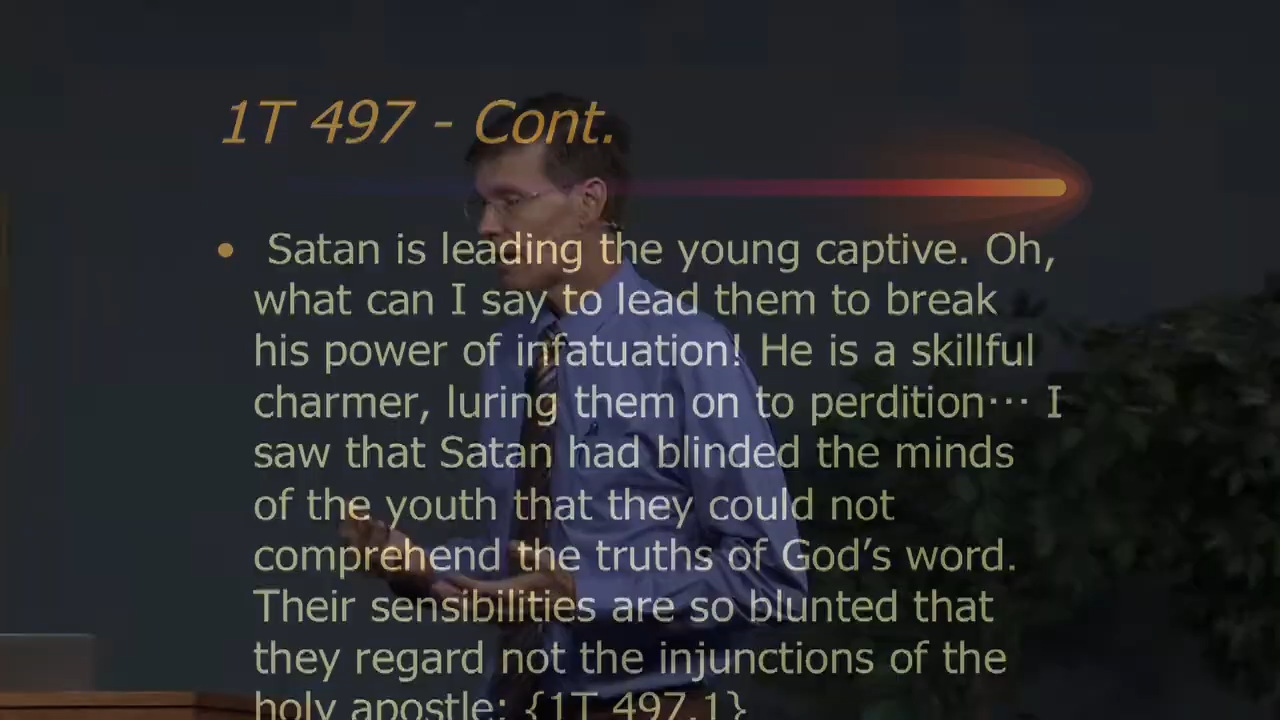 1T 497 - Cont.
• Satan is leading the young captive. Oh,
what can I say to lead them to break
his power of infatuation! He is a skillful
charmer, luring them on to perdition··· I
saw that Satan had blinded the minds
of the youth that they could not
comprehend the truths of God’s word.
Their sensibilities are so blunted that
they regard not the injunctions of the
holy apostle: {1T 497.1}